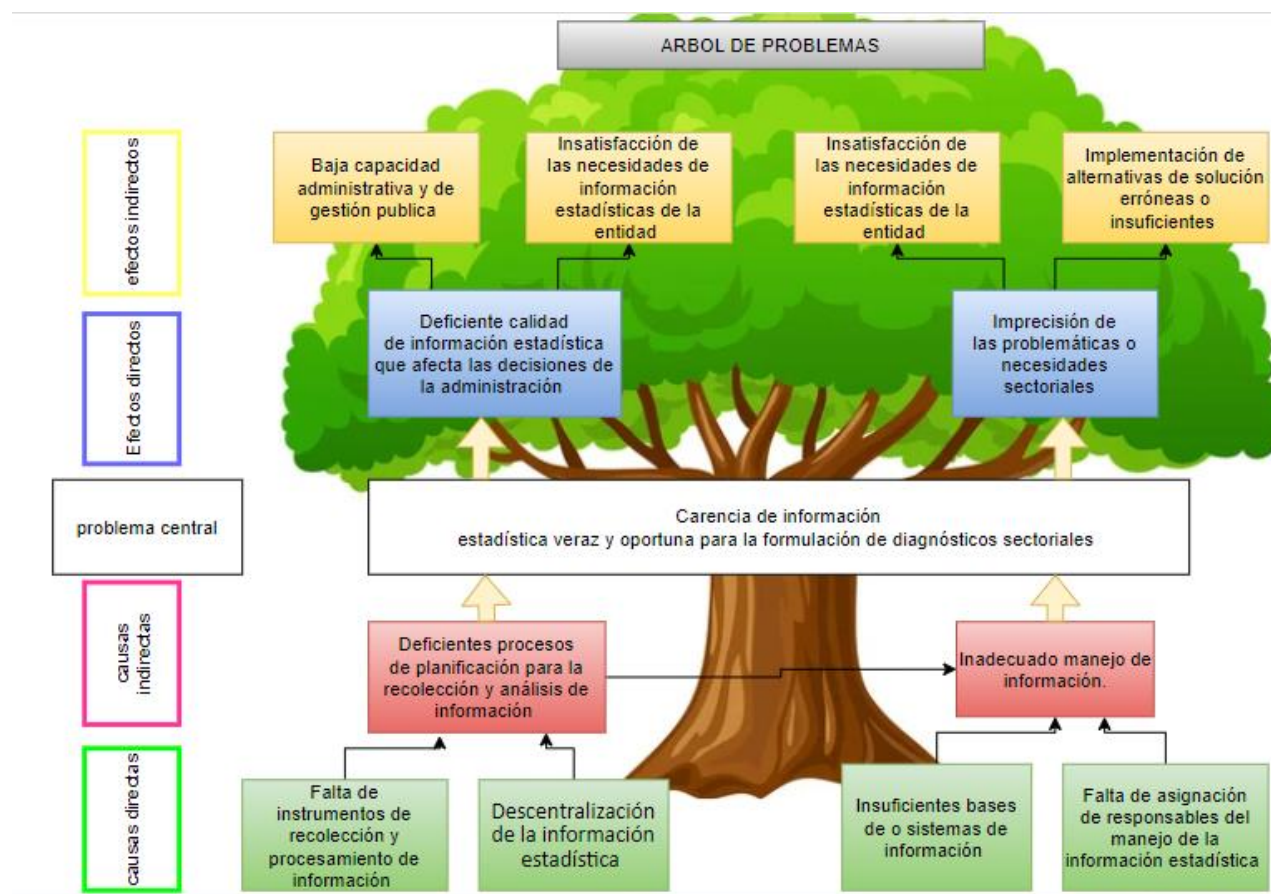 ARBOL DE PROBLEMAS
efectos indirectos
Baja capacidad
administrativa y de
gestión publica
Insatisfacción de
las necesidades de
información
estadísticas de la
entidad
Insatisfacción de
las necesidades de
información
estadísticas de la
entidad
Implementación de
alternativas de solución
erróneas o
insuficientes
Efectos directos
Deficiente calidad
de información estadística
que afecta las decisiones de
la administración
Imprecisión de
las problemáticas o
necesidades
sectoriales
problema central
Carencia de información
estadística veraz y oportuna para la formulación de diagnósticos sectoriales
causas
indirectas
Deficientes procesos
de planificación para la
recolección y análisis de
información
Inadecuado manejo de
información.
causas directas
Falta de
instrumentos de
recolección y
procesamiento de
información
Descentralización
de la información
estadística
Insuficientes bases
de o sistemas de
información
Falta de asignación
de responsables del
manejo de la
información estadística